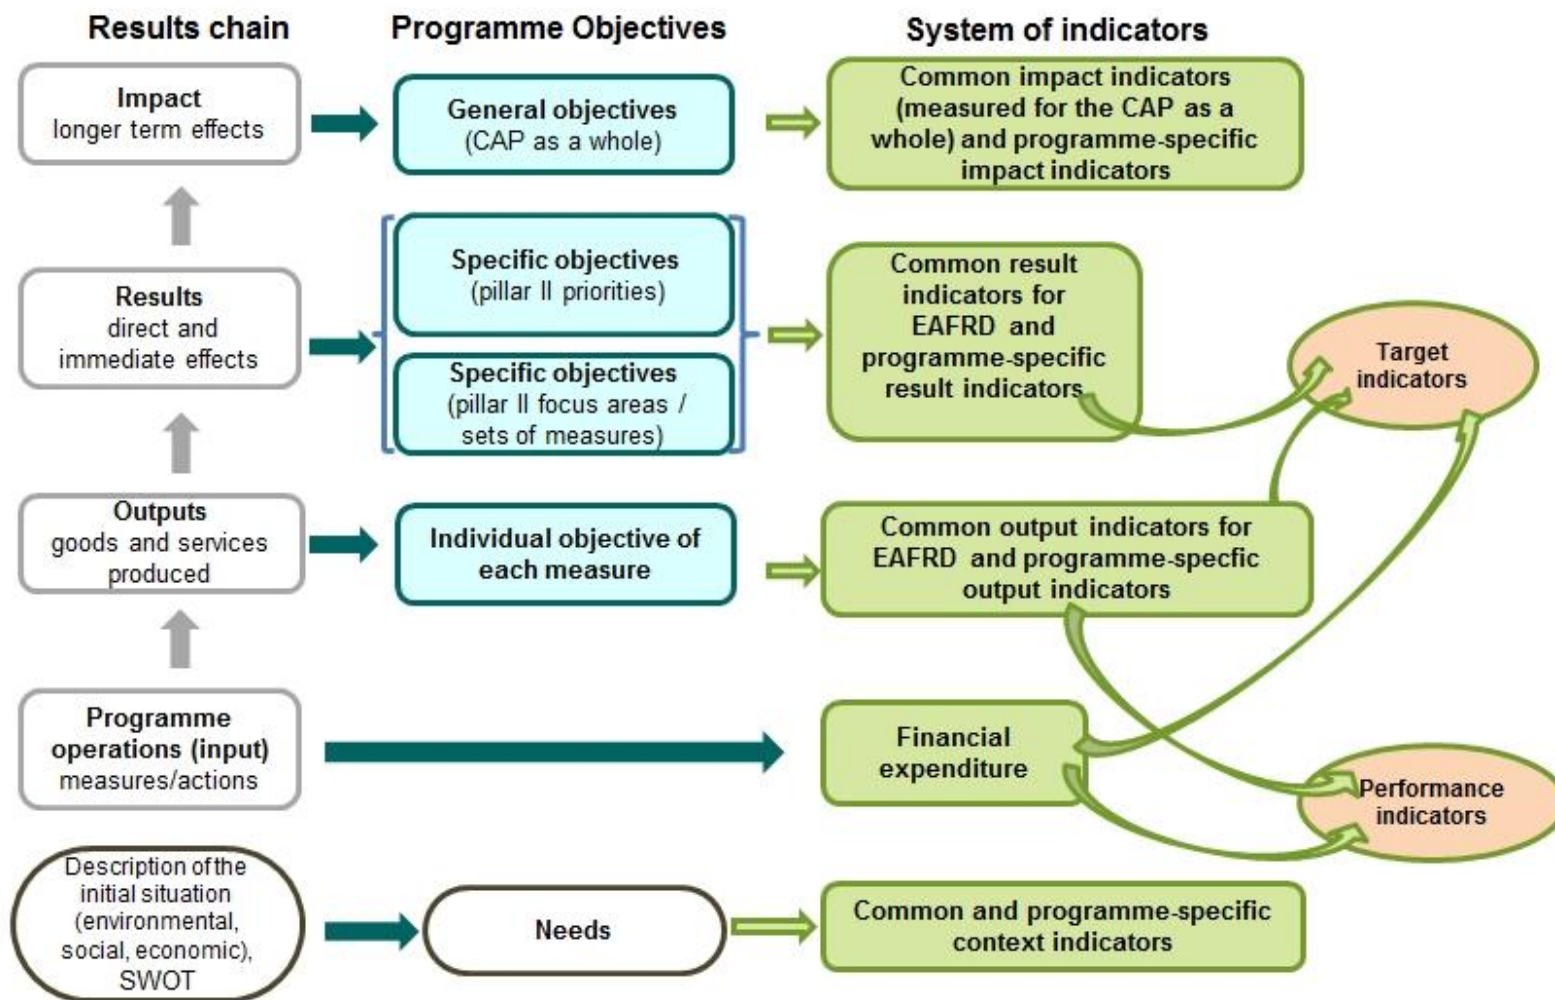 Results chain
Programme Objectives
System of indicators
Impact
longer term effects
General objectives
(CAP as a whole)
Common impact indicators
(measured for the CAP as a
whole) and programme-specific
impact indicators
Results
direct and
immediate effects
Specific objectives
(pillar II priorities)
Specific objectives
(pillar II focus areas /
sets of measures)
Common result
indicators for
EAFRD and
programme-specific
result indicators
Target
indicators
Outputs
goods and services
produced
Individual objective of
each measure
Common output indicators for
EAFRD and programme-specfic
output indicators
Programme
operations (input)
measures/actions
Financial
expenditure
Performance
indicators
Description of the
initial situation
(environmental,
social, economic),
SWOT
Needs
Common and programme-specific
context indicators